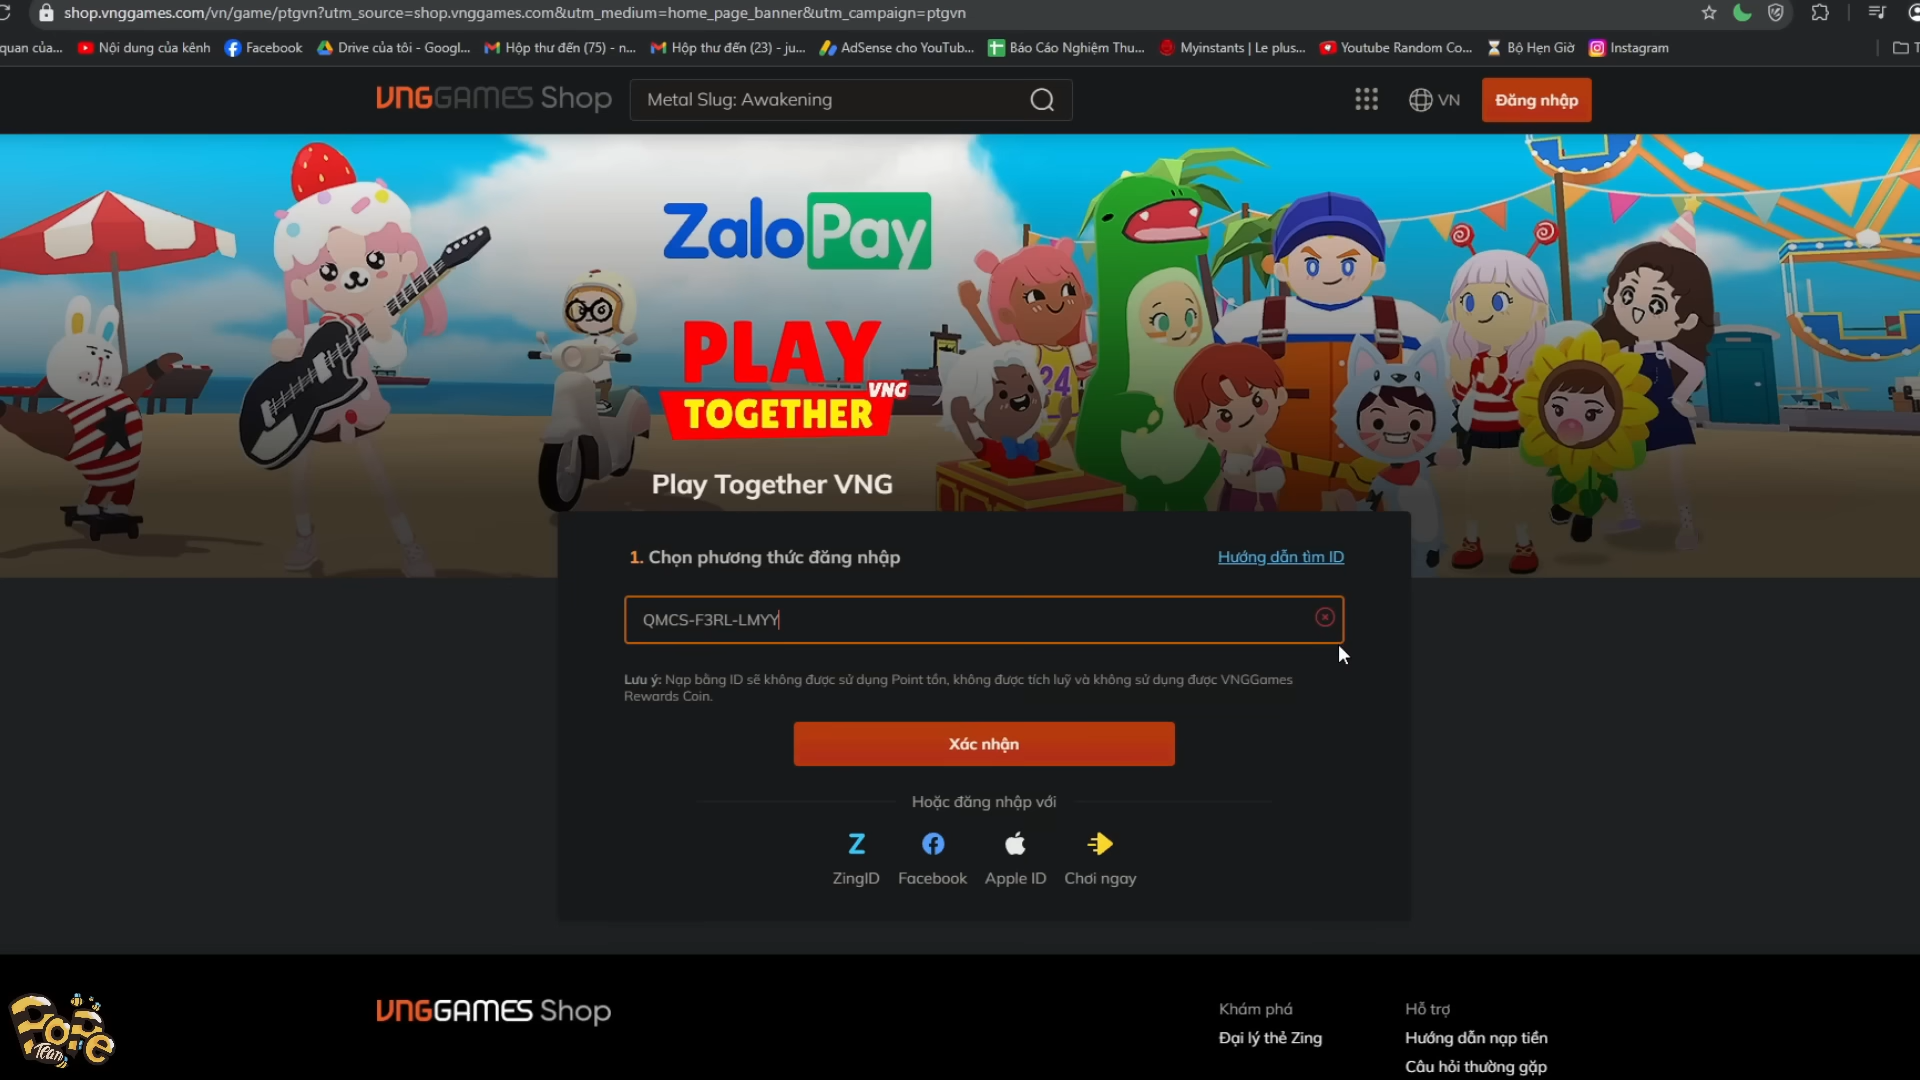 shop.vnggames.com/vn/game/ptgvn?utm_source=shop.vnggames.com&utm_medium=home_page_banner&utm_campaign=ptgvn
quan của... Nội dung của kênh Facebook Drive của tôi - Googl... Hộp thư đến (75) - n... Hộp thư đến (23) - ju... AdSense cho YouTub... Báo Cáo Nghiệm Thu... Myinstants | Le plus... Youtube Random Co... Bộ Hẹn Giờ Instagram
VNGGAMES Shop Metal Slug: Awakening VN Đăng nhập
ZaloPay
PLAY
TOGETHER VNG
24
Play Together VNG
1. Chọn phương thức đăng nhập Hướng dẫn tìm ID
QMCS-F3RL-LMYY
Lưu ý: Nạp bằng ID sẽ không được sử dụng Point tồn, không được tích luỹ và không sử dụng được VNGGames
Rewards Coin.
Xác nhận
Hoặc đăng nhập với
ZingID Facebook Apple ID Chơi ngay
VNGGAMES Shop
Khám phá
Đại lý thẻ Zing
Hỗ trợ
Hướng dẫn nạp tiền
Câu hỏi thường gặp
Team